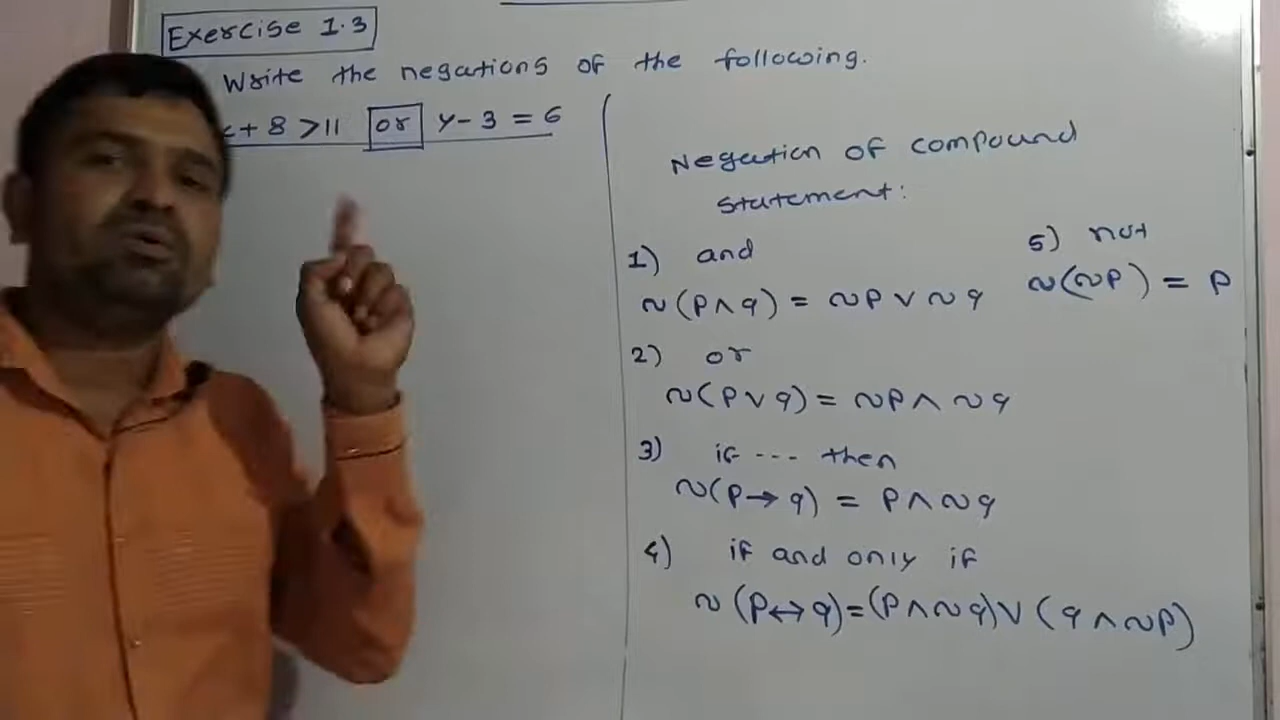 Exercise 1.3
Write the negations of the following.
+ 8 > 11 or y - 3 = 6
Negation of compound
statement:
1) and
~(p∧q) = ~p∨~q
2) or
~(p∨q) = ~p∧~q
3) if --- then
~(p→q) = p∧~q
4) if and only if
~(p↔q)=(p∧~q)∨(q∧~p)
5) not
~(~p) = p